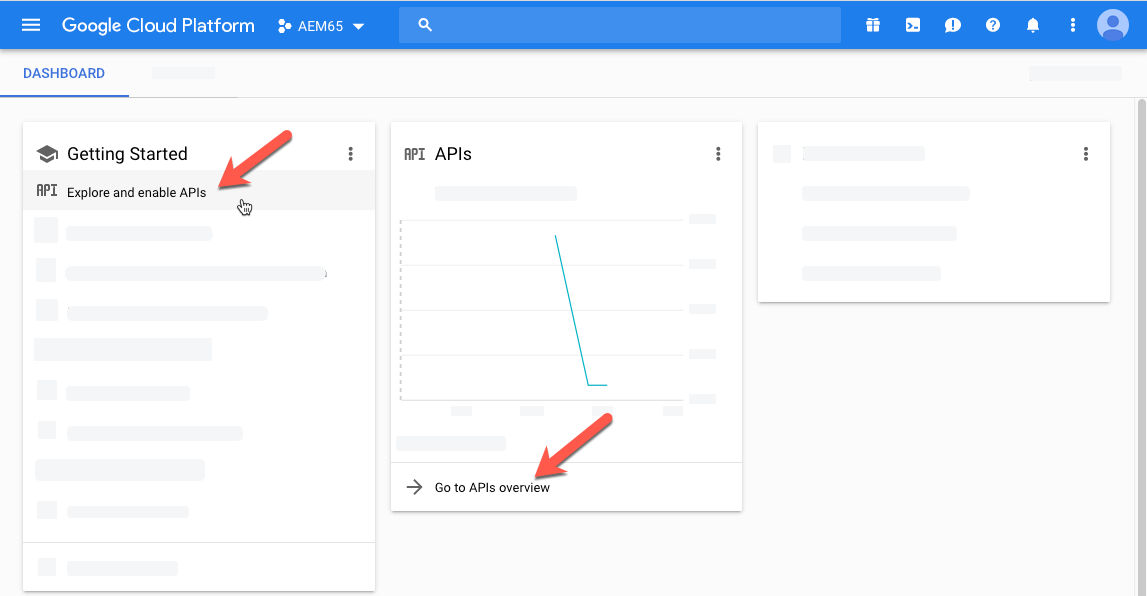 Google Cloud Platform
AEM65
DASHBOARD
Getting Started
API Explore and enable APIs
API APIs
Go to APIs overview